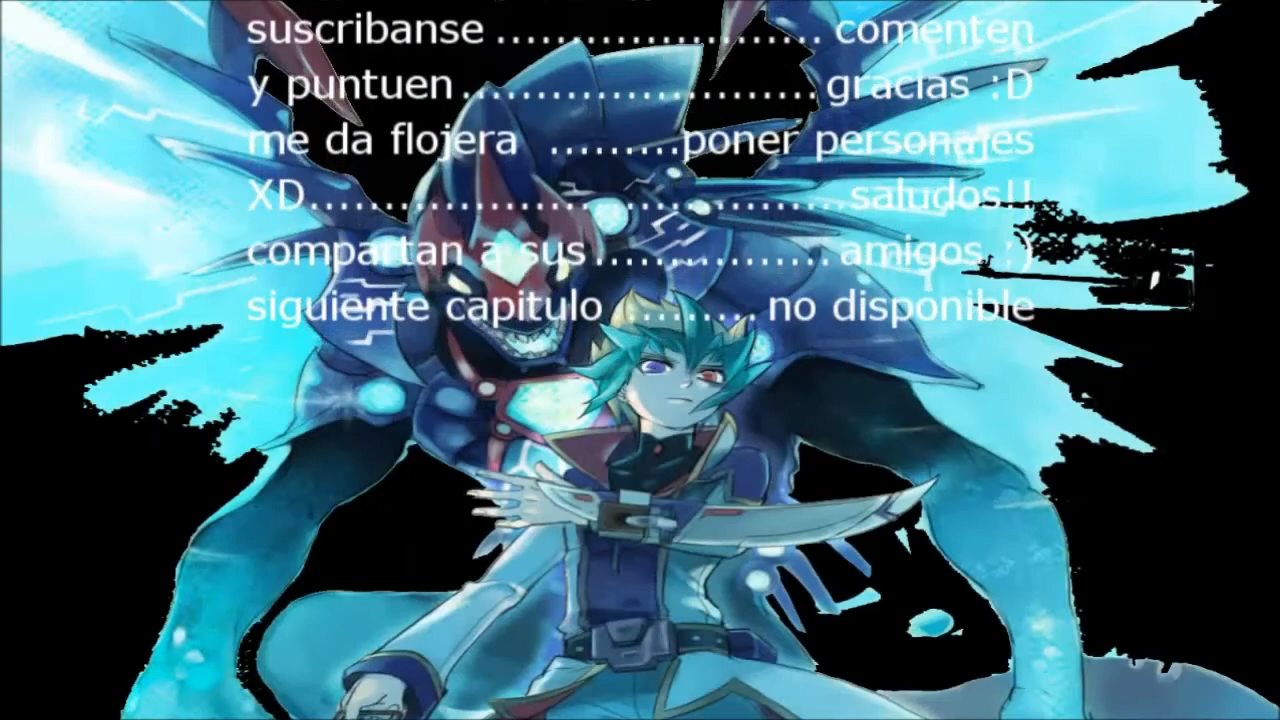 suscribanse ...................... comenten
y puntuen........................gracias :D
me da flojera .........poner personajes
XD....................................saludos!!
compartan a sus................amigos :)
siguiente capitulo ......... no disponible